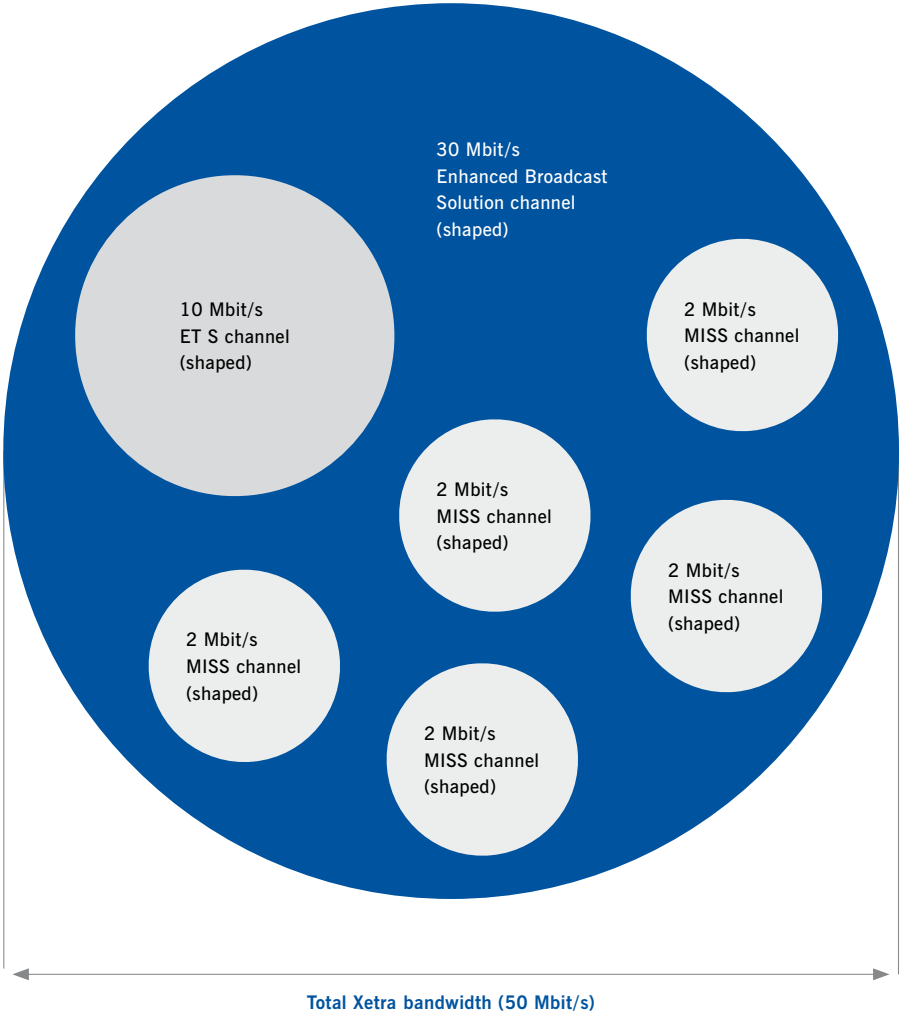 30 Mbit/s
Enhanced Broadcast
Solution channel
(shaped)
10 Mbit/s
ET S channel
(shaped)
2 Mbit/s
MISS channel
(shaped)
2 Mbit/s
MISS channel
(shaped)
2 Mbit/s
MISS channel
(shaped)
2 Mbit/s
MISS channel
(shaped)
2 Mbit/s
MISS channel
(shaped)
Total Xetra bandwidth (50 Mbit/s)